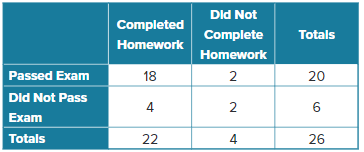 Completed Homework Did Not Complete Homework Totals
Passed Exam 18 2 20
Did Not Pass Exam 4 2 6
Totals 22 4 26